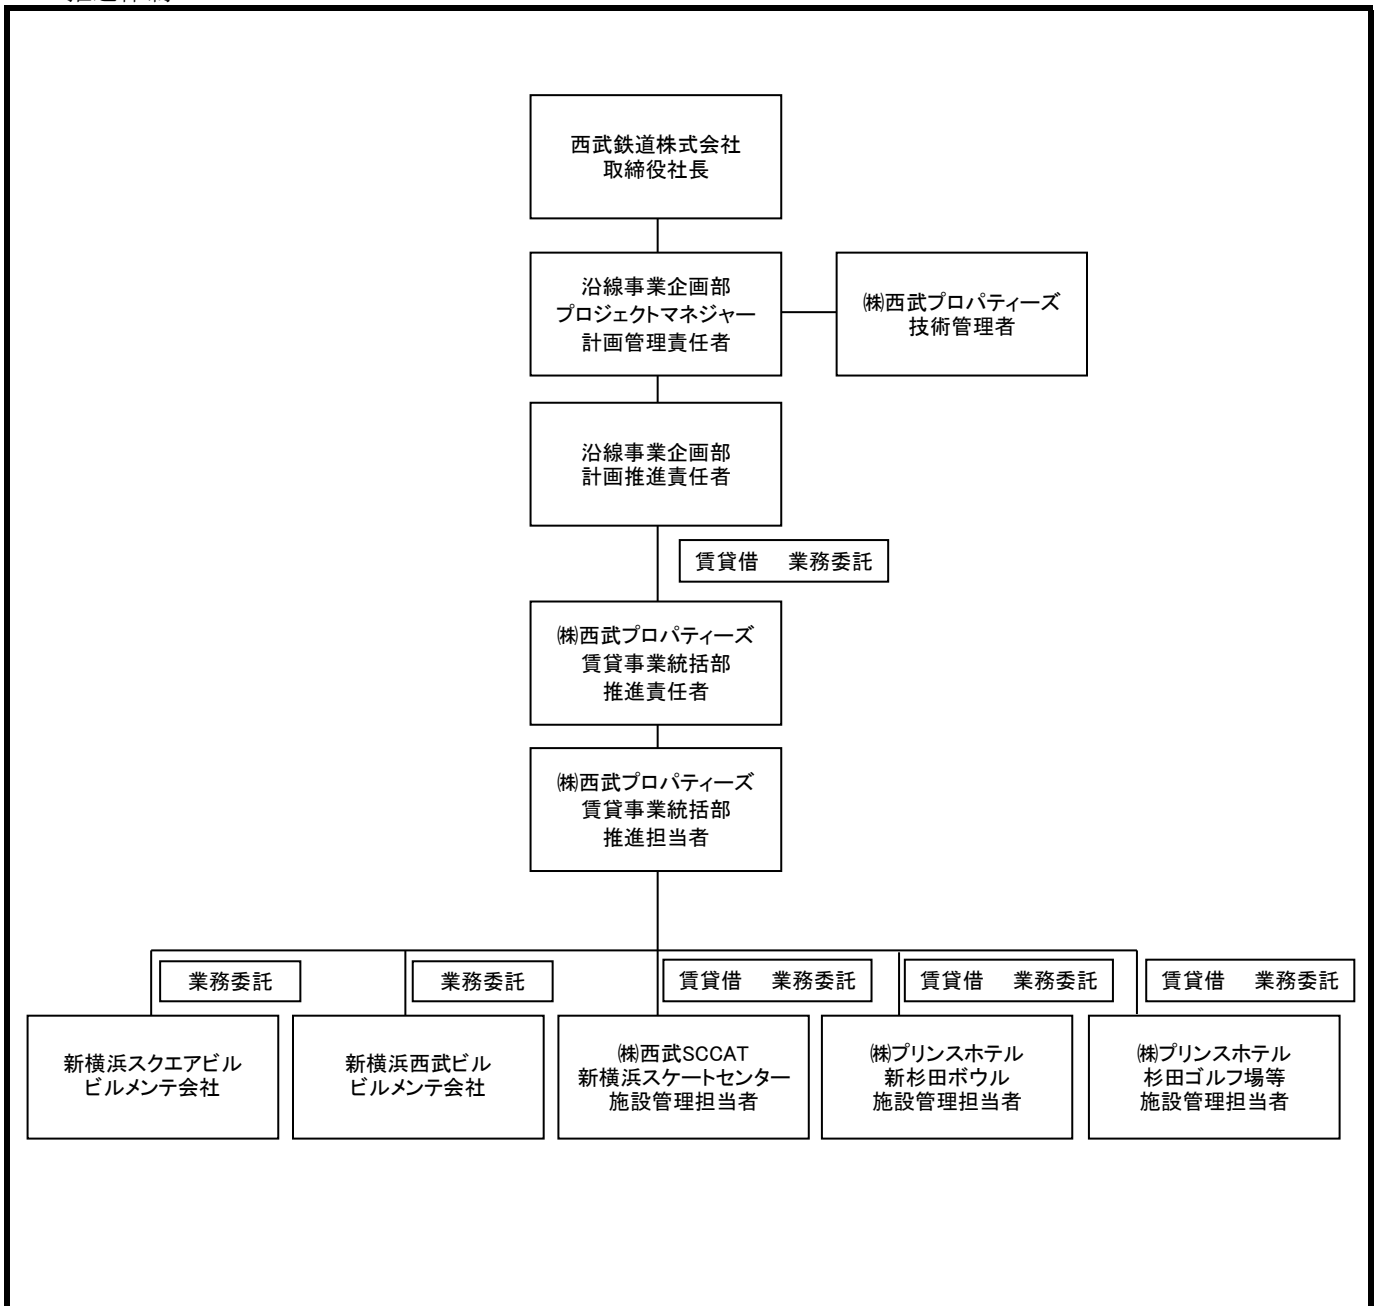 推進体制
西武鉄道株式会社
取締役社長
沿線事業企画部
プロジェクトマネジャー
計画管理責任者
㈱西武プロパティーズ
技術管理者
沿線事業企画部
計画推進責任者
賃貸借　業務委託
㈱西武プロパティーズ
賃貸事業統括部
推進責任者
㈱西武プロパティーズ
賃貸事業統括部
推進担当者
業務委託
業務委託
賃貸借　業務委託
賃貸借　業務委託
賃貸借　業務委託
新横浜スクエアビル
ビルメンテ会社
新横浜西武ビル
ビルメンテ会社
㈱西武SCCAT
新横浜スケートセンター
施設管理担当者
㈱プリンスホテル
新杉田ボウル
施設管理担当者
㈱プリンスホテル
杉田ゴルフ場等
施設管理担当者